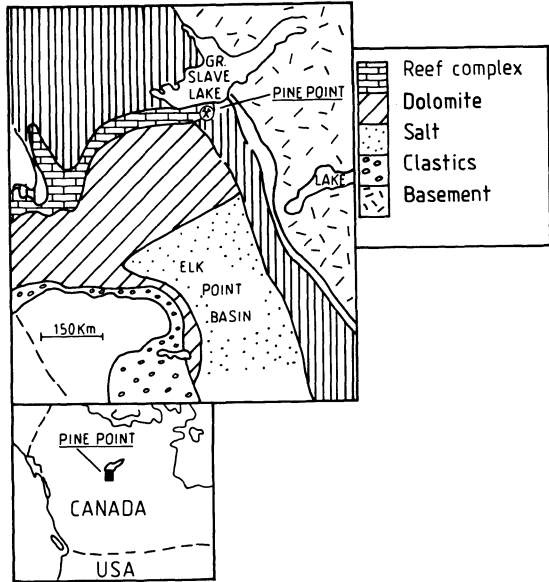 GR.
SLAVE
LAKE
PINE POINT
LAKE
ELK
POINT
BASIN
150Km
Reef complex
Dolomite
Salt
Clastics
Basement
PINE POINT
CANADA
USA